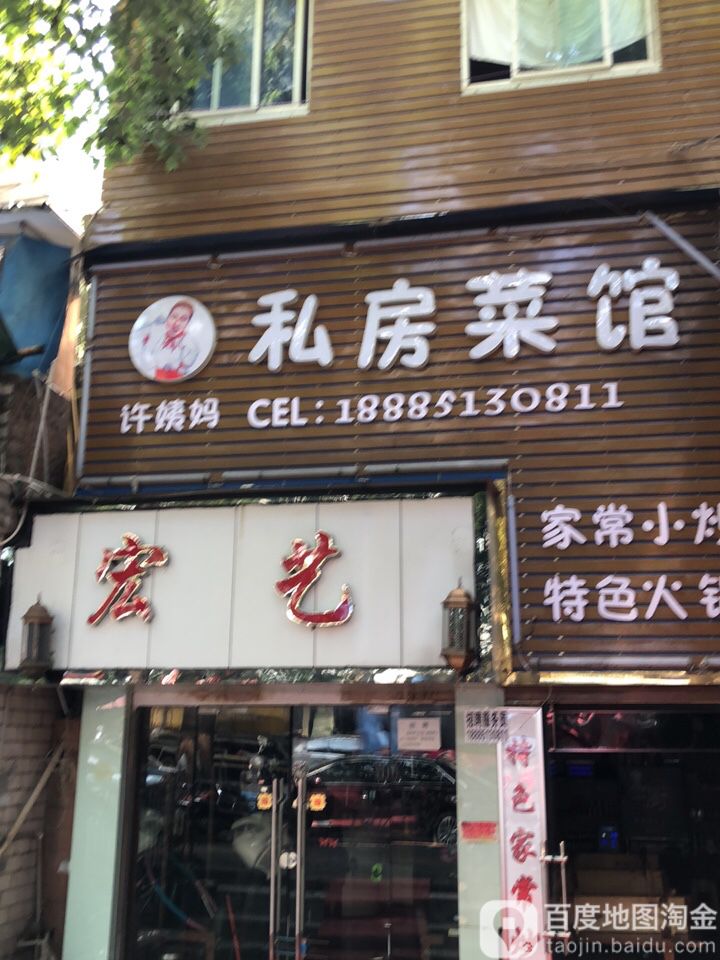 私房菜馆
许姨妈 CEL:18885130811
家常小炒
特色火锅
宏艺
特色家常
百度地图淘金
taojin.baidu.com